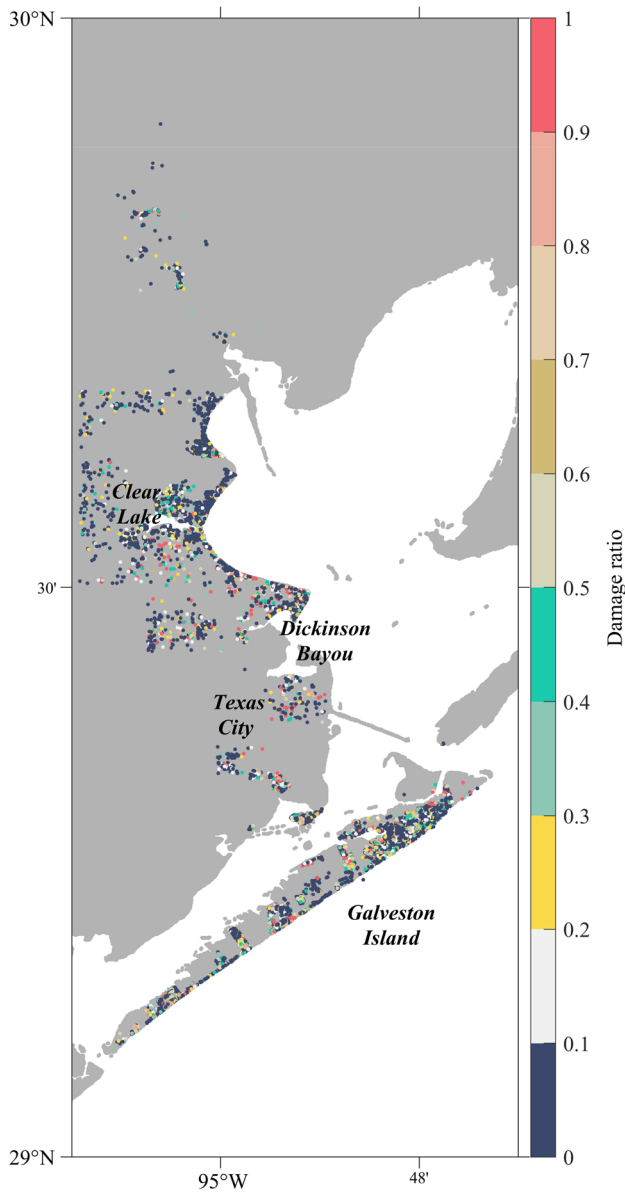 30°N
1
0.9
0.8
0.7
0.6
Clear
Lake
30'
0.5
Damage ratio
Dickinson
Bayou
Texas
City
0.4
0.3
Galveston
Island
0.2
0.1
29°N
0
95°W
48'